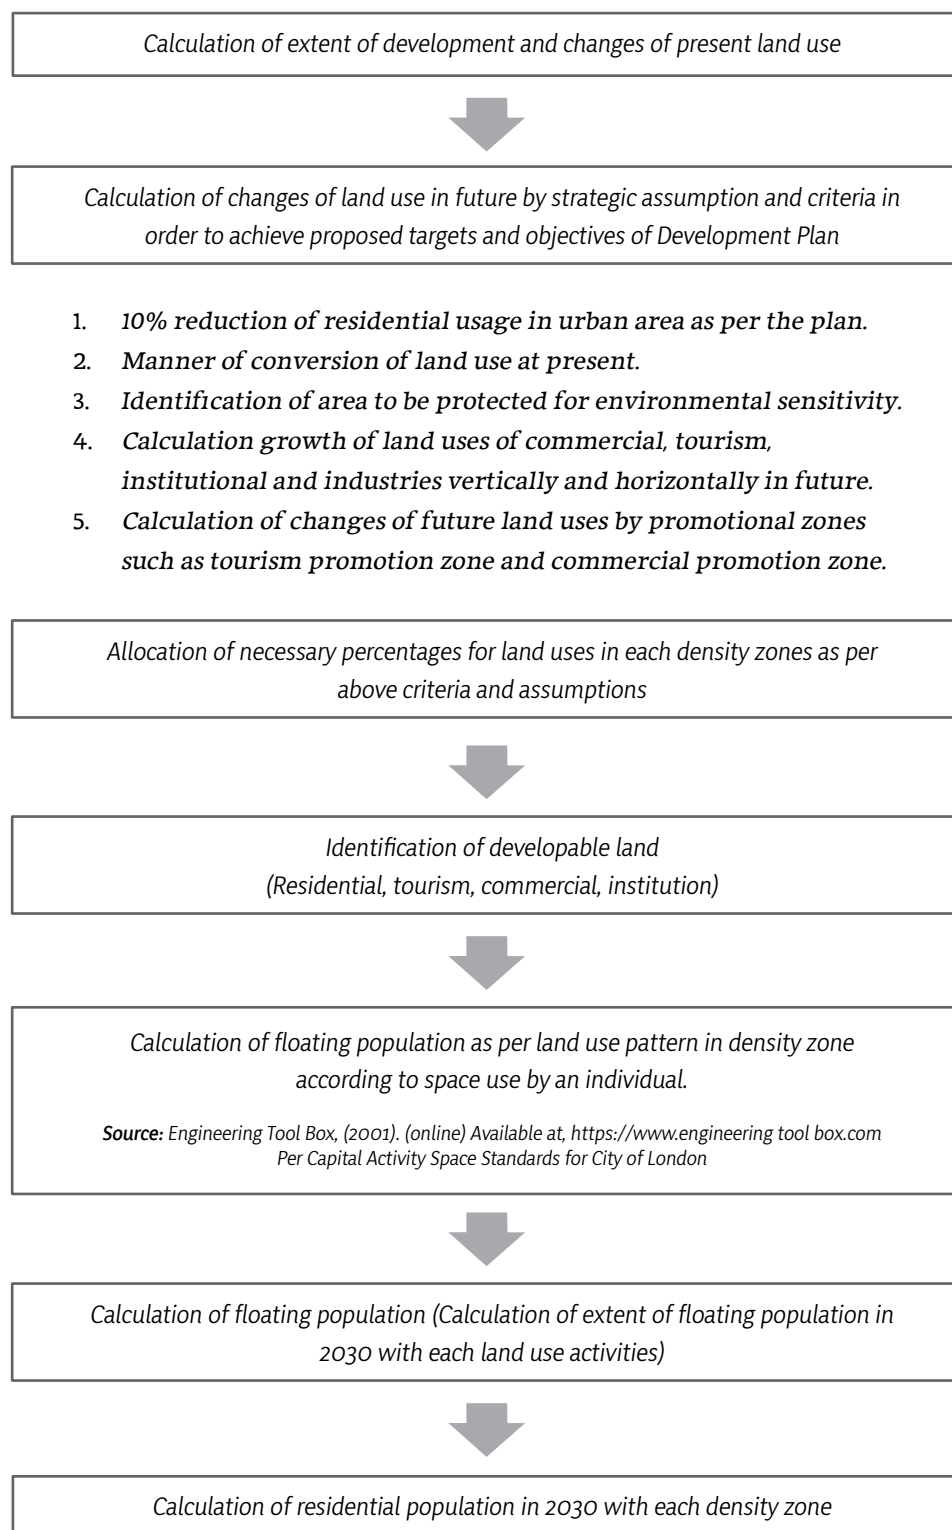 Calculation of extent of development and changes of present land use
Calculation of changes of land use in future by strategic assumption and criteria in
order to achieve proposed targets and objectives of Development Plan
1. 10% reduction of residential usage in urban area as per the plan.
2. Manner of conversion of land use at present.
3. Identification of area to be protected for environmental sensitivity.
4. Calculation growth of land uses of commercial, tourism,
institutional and industries vertically and horizontally in future.
5. Calculation of changes of future land uses by promotional zones
such as tourism promotion zone and commercial promotion zone.
Allocation of necessary percentages for land uses in each density zones as per
above criteria and assumptions
Identification of developable land
(Residential, tourism, commercial, institution)
Calculation of floating population as per land use pattern in density zone
according to space use by an individual.
Source: Engineering Tool Box, (2001). (online) Available at, https://www.engineering tool box.com
Per Capital Activity Space Standards for City of London
Calculation of floating population (Calculation of extent of floating population in
2030 with each land use activities)
Calculation of residential population in 2030 with each density zone